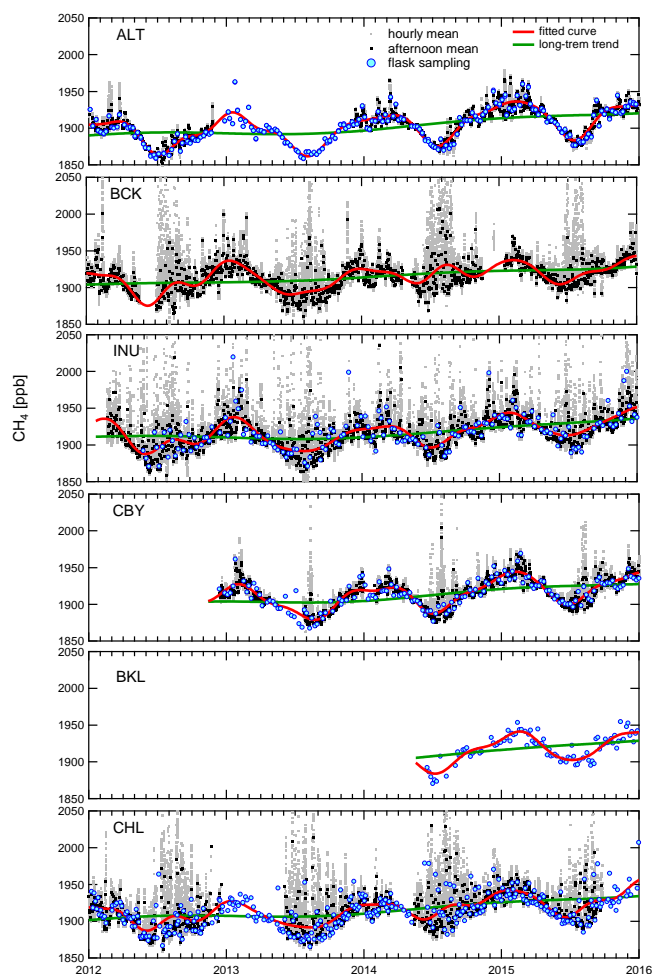 2050
2000
1950
1900
1850
ALT
hourly mean
afternoon mean
flask sampling
fitted curve
long-trem trend
2050
2000
1950
1900
1850
BCK
2050
2000
1950
1900
1850
INU
CH4 [ppb]
2050
2000
1950
1900
1850
CBY
2050
2000
1950
1900
1850
BKL
2050
2000
1950
1900
1850
CHL
2012 2013 2014 2015 2016